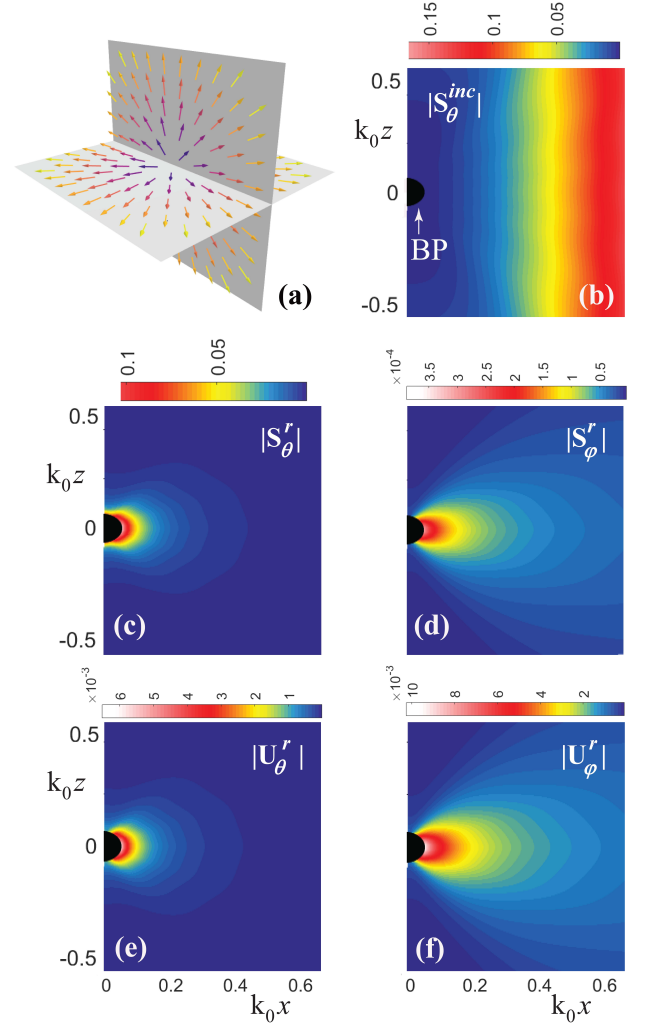 (a)
0.15 0.1 0.05
|S_θ^inc|
0.5
k₀z
0
BP
-0.5
(b)
0.1 0.05
|S_θ^r|
0.5
k₀z
0
-0.5
(c)
×10⁻⁴
3.5 3 2.5 2 1.5 1 0.5
|S_φ^r|
(d)
×10⁻³
6 5 4 3 2 1
|U_θ^r|
0.5
k₀z
0
-0.5
(e)
0 0.2 0.4 0.6
k₀x
×10⁻³
10 8 6 4 2
|U_φ^r|
(f)
0 0.2 0.4 0.6
k₀x